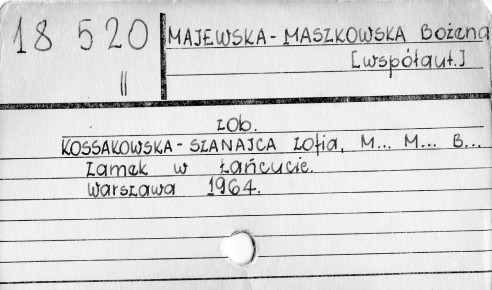 18 520
II
MAJEWSKA-MASZKOWSKA Bożena
[współaut.]
zob.
KOSSAKOWSKA-SZANAJCA Zofia, M... M... B...
Zamek w Łańcucie.
Warszawa 1964.